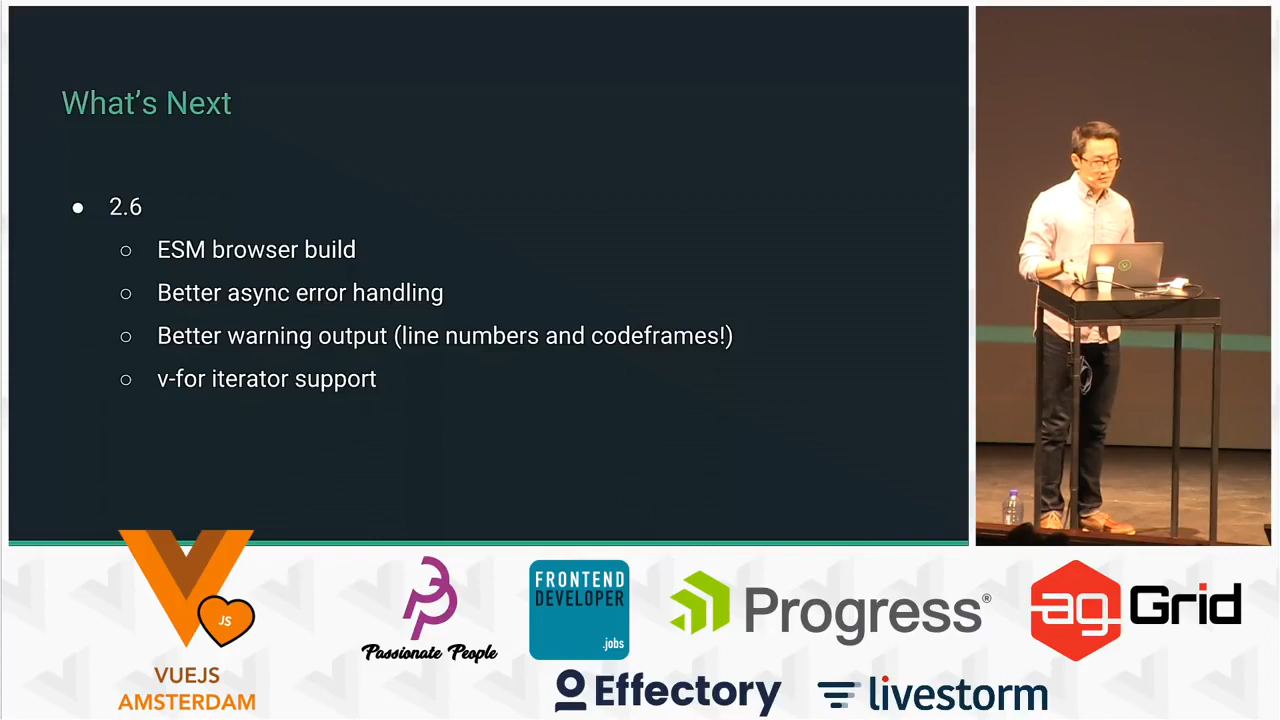 What's Next
2.6
ESM browser build
Better async error handling
Better warning output (line numbers and codeframes!)
v-for iterator support
JS
VUEJS
AMSTERDAM
Passionate People
FRONTEND
DEVELOPER
.jobs
Progress®
ag Grid
Effectory
livestorm